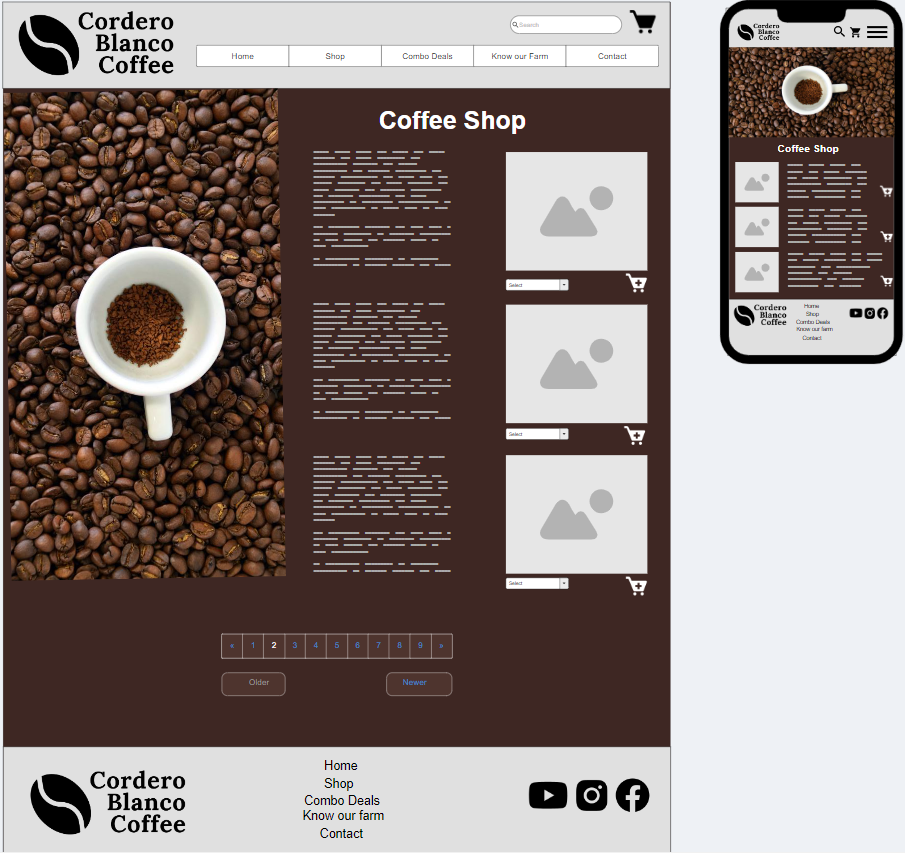 Cordero
Blanco
Coffee
Search
Home Shop Combo Deals Know our Farm Contact
Coffee Shop
Select
Select
Select
« 1 2 3 4 5 6 7 8 9 »
Older Newer
Cordero
Blanco
Coffee
Home
Shop
Combo Deals
Know our farm
Contact
Cordero
Blanco
Coffee
Coffee Shop
Cordero
Blanco
Coffee
Home
Shop
Combo Deals
Know our farm
Contact